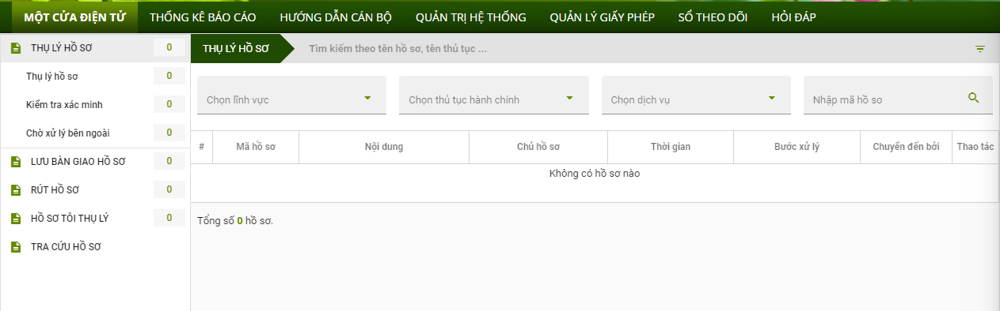 MỘT CỬA ĐIỆN TỬ THỐNG KÊ BÁO CÁO HƯỚNG DẪN CÁN BỘ QUẢN TRỊ HỆ THỐNG QUẢN LÝ GIẤY PHÉP SỔ THEO DÕI HỎI ĐÁP
THỤ LÝ HỒ SƠ 0
Thụ lý hồ sơ 0
Kiểm tra xác minh 0
Chờ xử lý bên ngoài 0
LƯU BÀN GIAO HỒ SƠ 0
RÚT HỒ SƠ 0
HỒ SƠ TÔI THỤ LÝ 0
TRA CỨU HỒ SƠ
THỤ LÝ HỒ SƠ Tìm kiếm theo tên hồ sơ, tên thủ tục ...
Chọn lĩnh vực Chọn thủ tục hành chính Chọn dịch vụ Nhập mã hồ sơ
# Mã hồ sơ Nội dung Chủ hồ sơ Thời gian Bước xử lý Chuyển đến bởi Thao tác
Không có hồ sơ nào
Tổng số 0 hồ sơ.